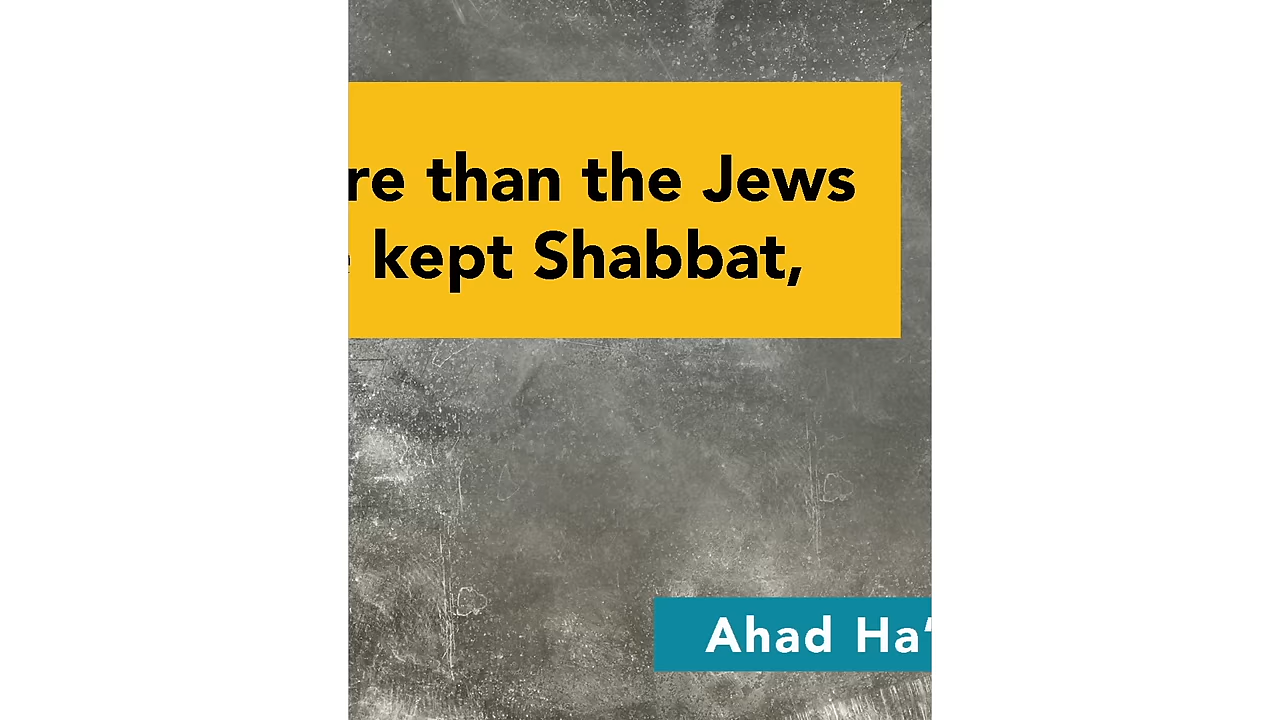 re than the Jews
kept Shabbat,
Ahad Ha‘